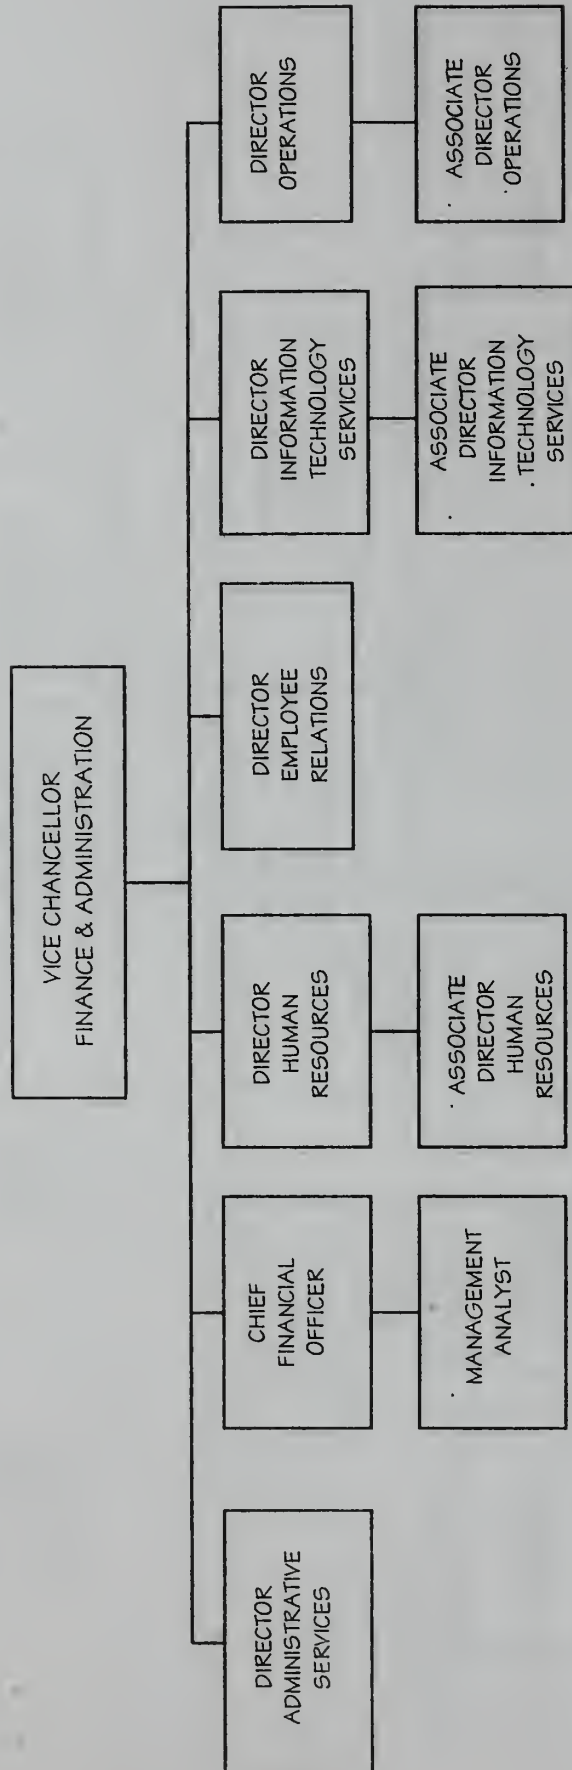 VICE CHANCELLOR
FINANCE & ADMINISTRATION
DIRECTOR
ADMINISTRATIVE
SERVICES
CHIEF
FINANCIAL
OFFICER
DIRECTOR
HUMAN
RESOURCES
DIRECTOR
EMPLOYEE
RELATIONS
DIRECTOR
INFORMATION
TECHNOLOGY
SERVICES
DIRECTOR
OPERATIONS
MANAGEMENT
ANALYST
ASSOCIATE
DIRECTOR
HUMAN
RESOURCES
ASSOCIATE
DIRECTOR
INFORMATION
TECHNOLOGY
SERVICES
ASSOCIATE
DIRECTOR
OPERATIONS